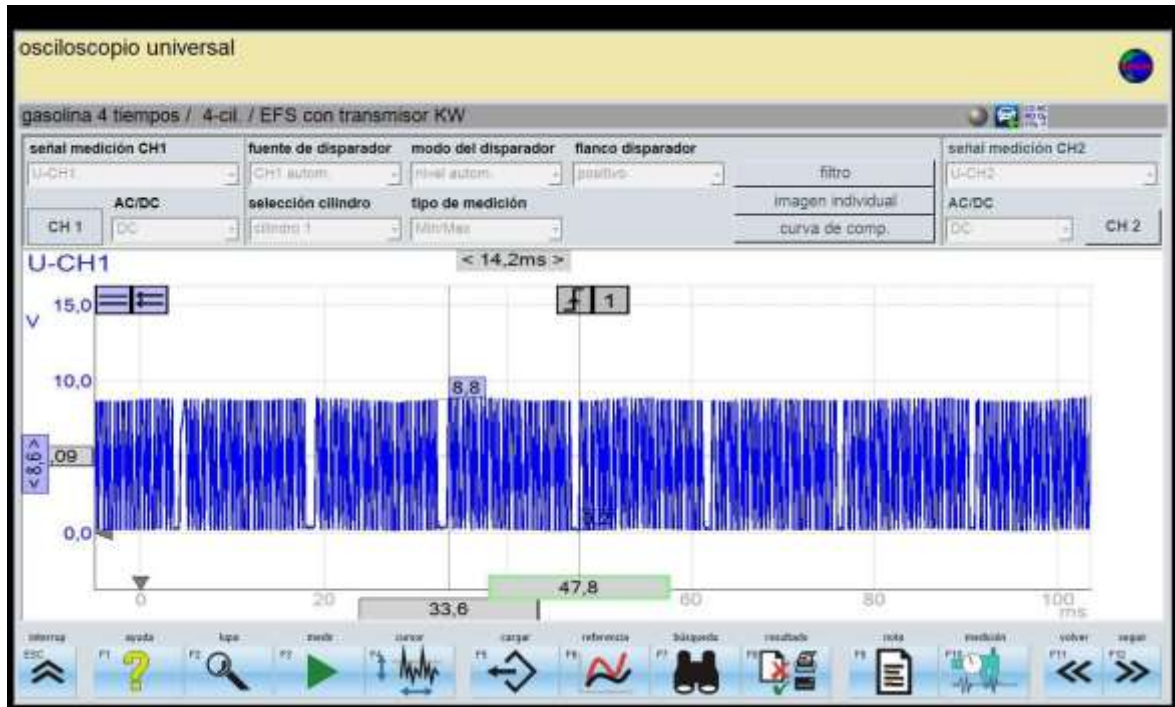 osciloscopio universal
gasolina 4 tiempos / 4-cil. / EFS con transmisor KW
señal medición CH1 fuente de disparador modo del disparador flanco disparador señal medición CH2
U-CH1 CH1 autom. nivel autom. positivo filtro U-CH2
AC/DC selección cilindro tipo de medición imagen individual AC/DC
CH 1 DC cilindro 1 Min/Max curva de comp. DC CH 2
U-CH1 < 14,2ms >
15,0 1
V
10,0 8,8
< 8,6 > ,09
0,0
47,8
0 20 33,6 60 80 100
ms
interrup ayuda lupa medir cursor cargar referencia búsqueda resultado nota medición volver seguir
ESC F1 F2 F3 F4 F5 F6 F7 F8 F9 F10 F11 F12